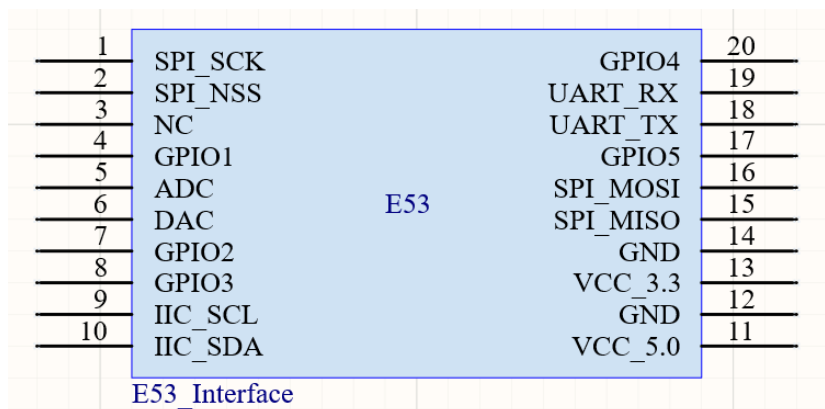 1 SPI_SCK GPIO4 20
2 SPI_NSS UART_RX 19
3 NC UART_TX 18
4 GPIO1 GPIO5 17
5 ADC SPI_MOSI 16
6 DAC SPI_MISO 15
7 GPIO2 GND 14
8 GPIO3 VCC_3.3 13
9 IIC_SCL GND 12
10 IIC_SDA VCC_5.0 11
E53
E53_Interface